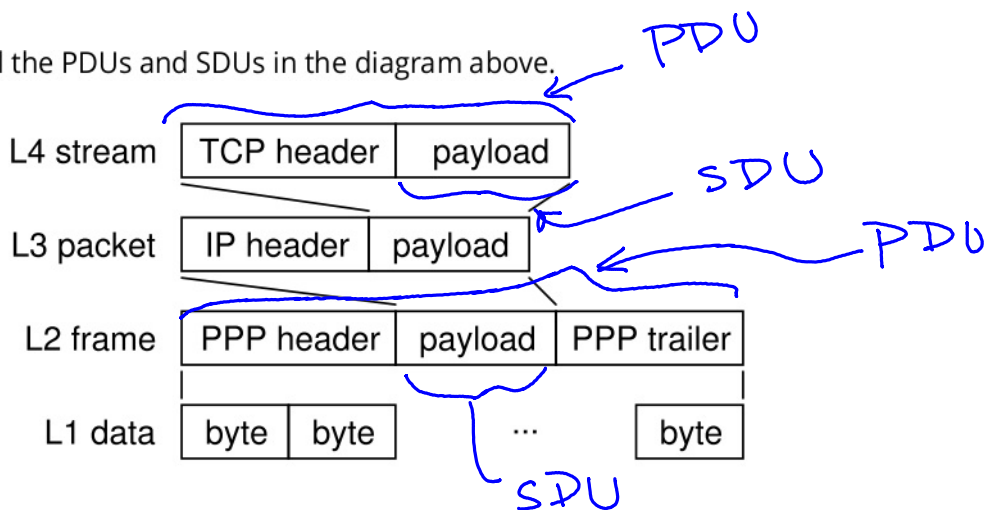 PDU
the PDUs and SDUs in the diagram above.
L4 stream TCP header payload
SDU
L3 packet IP header payload
PDU
L2 frame PPP header payload PPP trailer
L1 data byte byte ... byte
SDU